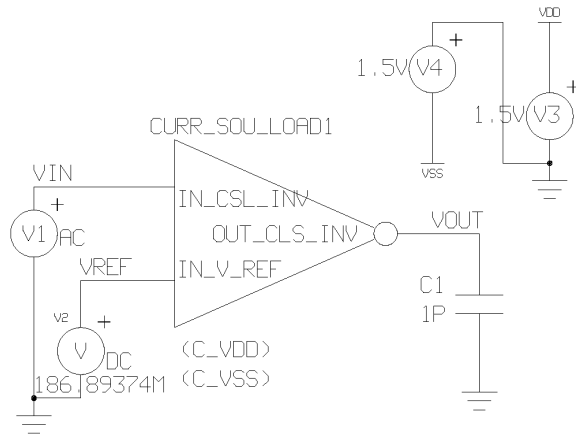 VDD
+
1.5V V4
+
1.5V V3
CURR_SOU_LOAD1
VSS
VIN
IN_CSL_INV
+
V1 AC
OUT_CLS_INV
VOUT
VREF
IN_V_REF
C1
1P
V2
+
V
DC
(C_VDD)
186.89374M
(C_VSS)